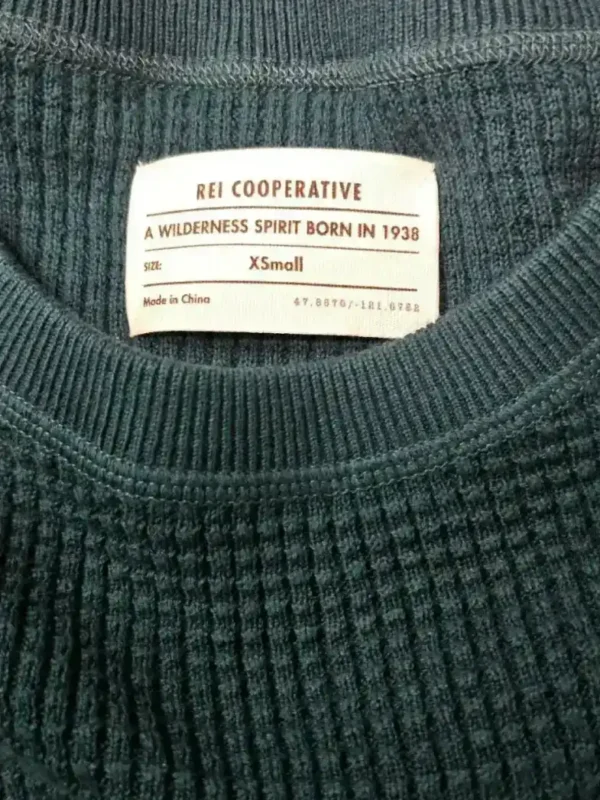 REI COOPERATIVE
A WILDERNESS SPIRIT BORN IN 1938
SIZE: XSmall
Made in China